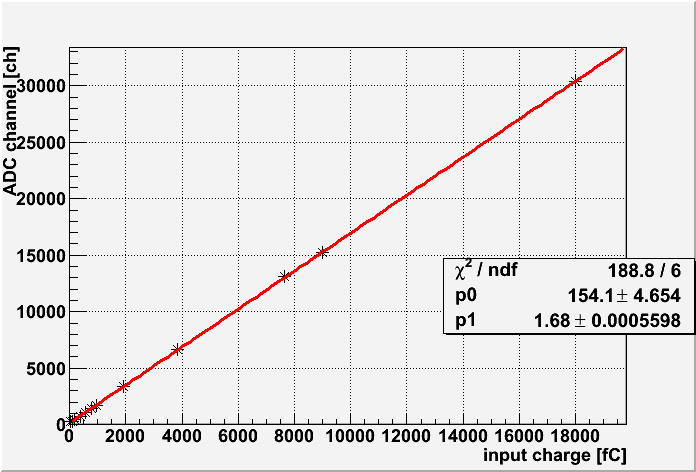 ADC channel [ch]
30000
25000
20000
15000
10000
5000
0
0 2000 4000 6000 8000 10000 12000 14000 16000 18000
input charge [fC]
χ² / ndf 188.8 / 6
p0 154.1 ± 4.654
p1 1.68 ± 0.0005598